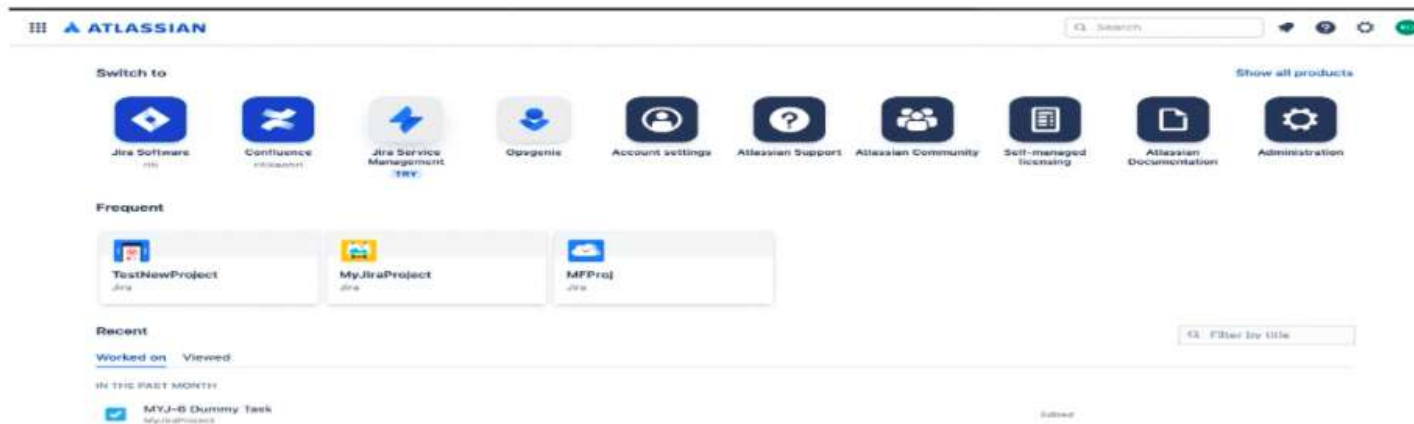 ATLASSIAN
Search
Switch to
Show all products
Jira Software
Confluence
Jira Service Management
TRY
Opsgenie
Account settings
Atlassian Support
Atlassian Community
Self-managed licensing
Atlassian Documentation
Administration
Frequent
TestNewProject
Jira
MyJiraProject
Jira
MFProj
Jira
Recent
Filter by title
Worked on Viewed
IN THE PAST MONTH
MYJ-6 Dummy Task
MyJiraProject
Edited